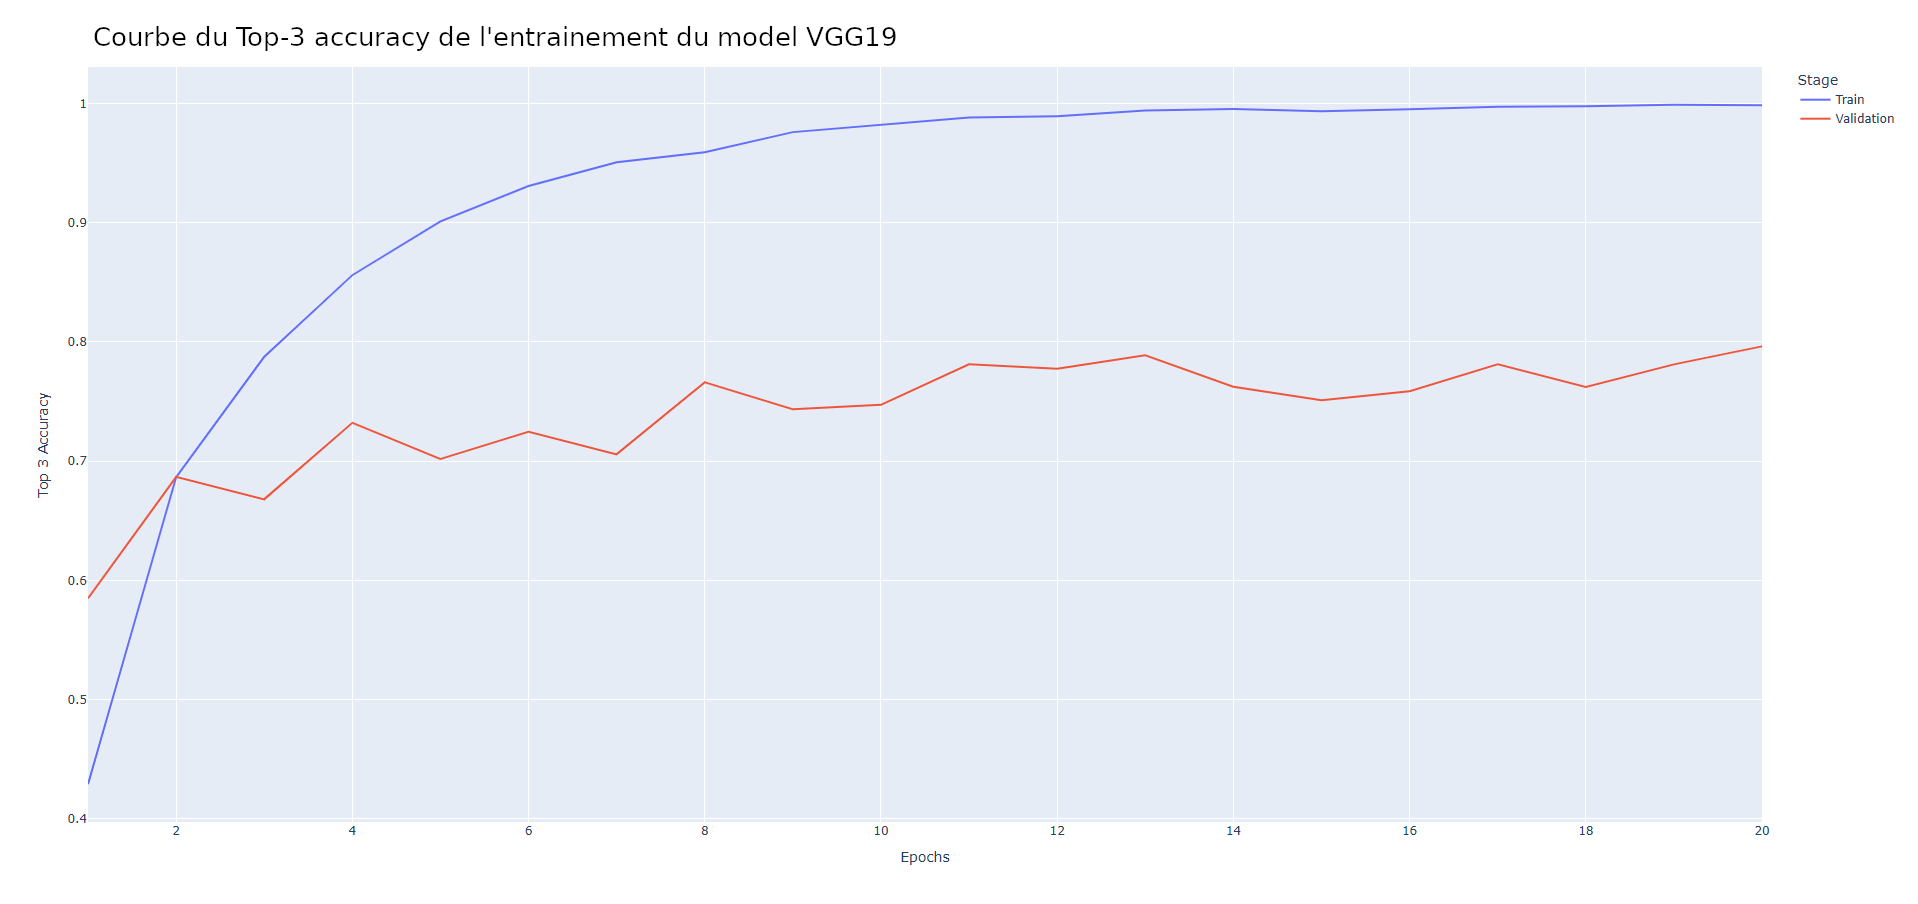 Courbe du Top-3 accuracy de l'entrainement du model VGG19
Stage
Train
Validation
1
0.9
0.8
0.7
0.6
0.5
0.4
Top 3 Accuracy
2 4 6 8 10 12 14 16 18 20
Epochs